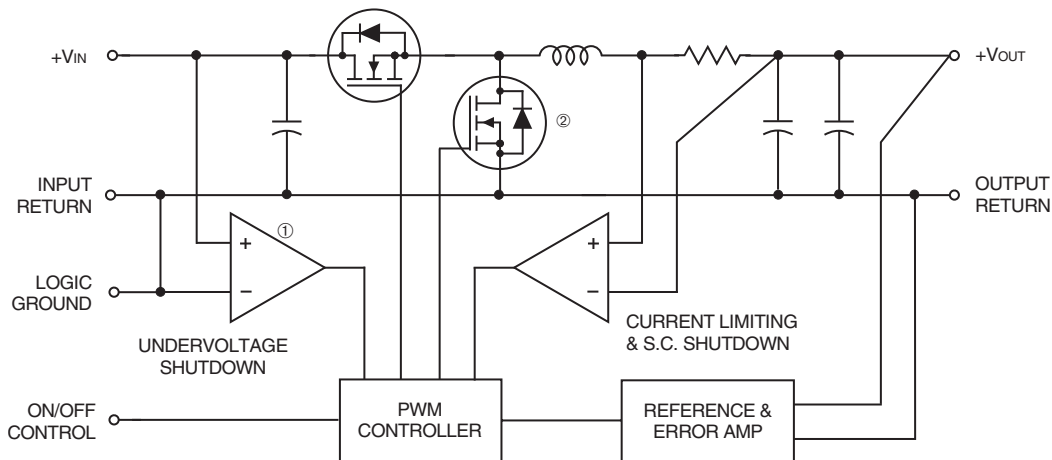 +VIN
+VOUT
②
INPUT
RETURN
OUTPUT
RETURN
①
+
−
+
−
LOGIC
GROUND
UNDERVOLTAGE
SHUTDOWN
CURRENT LIMITING
& S.C. SHUTDOWN
ON/OFF
CONTROL
PWM
CONTROLLER
REFERENCE &
ERROR AMP